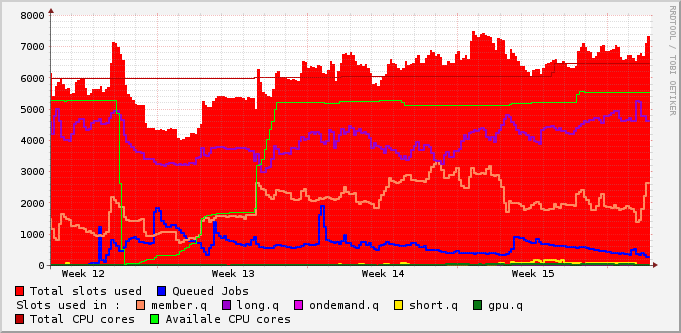 8000
7000
6000
5000
4000
3000
2000
1000
0
Week 12 Week 13 Week 14 Week 15
Total slots used Queued Jobs
Slots used in : member.q long.q ondemand.q short.q gpu.q
Total CPU cores Availale CPU cores
RRDTOOL / TOBI OETIKER